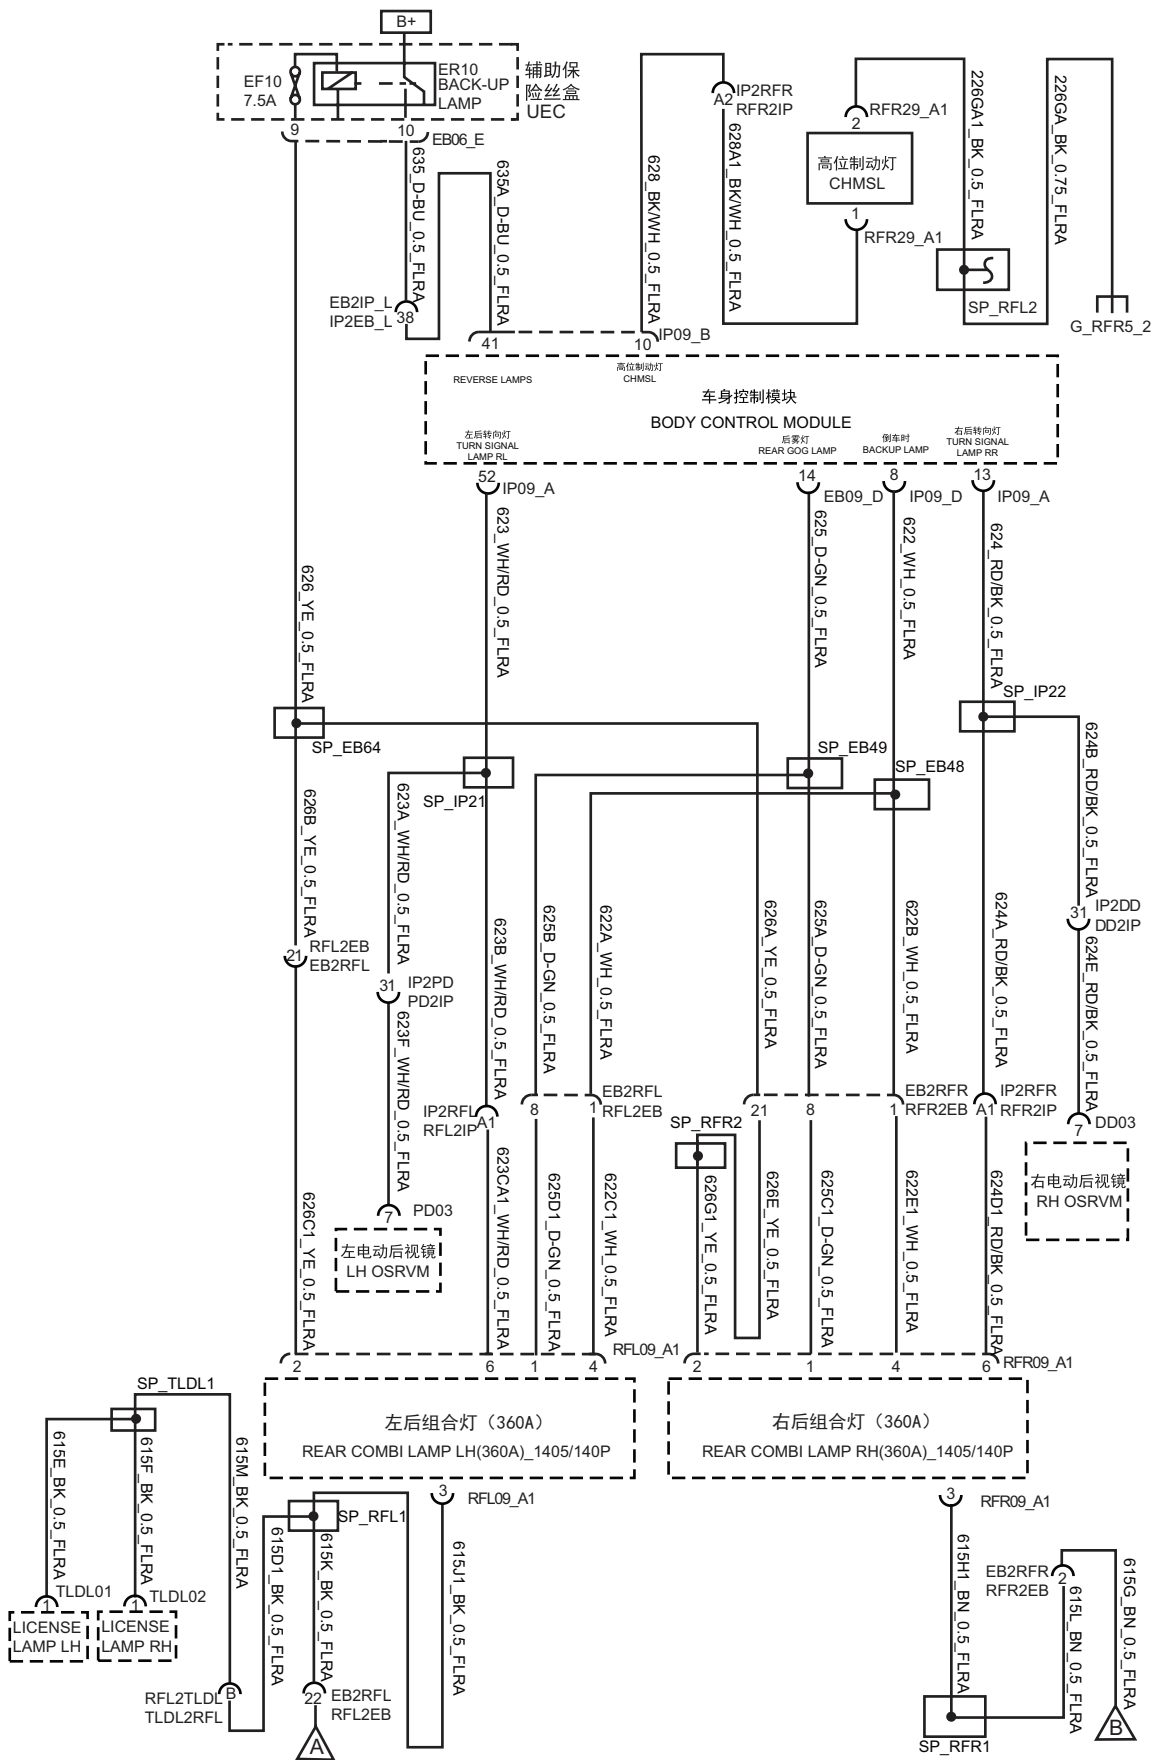 B+
EF10
7.5A
ER10
BACK-UP
LAMP
辅助保
险丝盒
UEC
9
10
EB06_E
635_D-BU_0.5_FLRA
635A_D-BU_0.5_FLRA
EB2IP_L
IP2EB_L
38
41
628_BK/WH_0.5_FLRA
A2
IP2RFR
RFR2IP
628A1_BK/WH_0.5_FLRA
10
IP09_B
RFR29_A1
2
高位制动灯
CHMSL
1
RFR29_A1
226GA1_BK_0.5_FLRA
226GA_BK_0.75_FLRA
SP_RFL2
G_RFR5_2
REVERSE LAMPS
高位制动灯
CHMSL
车身控制模块
BODY CONTROL MODULE
左后转向灯
TURN SIGNAL
LAMP RL
后雾灯
REAR GOG LAMP
倒车时
BACKUP LAMP
右后转向灯
TURN SIGNAL
LAMP RR
52
IP09_A
14
EB09_D
8
IP09_D
13
IP09_A
626_YE_0.5_FLRA
623_WH/RD_0.5_FLRA
625_D-GN_0.5_FLRA
622_WH_0.5_FLRA
624_RD/BK_0.5_FLRA
SP_EB64
SP_IP21
SP_EB49
SP_EB48
SP_IP22
626B_YE_0.5_FLRA
623A_WH/RD_0.5_FLRA
623B_WH/RD_0.5_FLRA
625B_D-GN_0.5_FLRA
622A_WH_0.5_FLRA
626A_YE_0.5_FLRA
625A_D-GN_0.5_FLRA
622B_WH_0.5_FLRA
624A_RD/BK_0.5_FLRA
624B_RD/BK_0.5_FLRA
31
IP2DD
DD2IP
624E_RD/BK_0.5_FLRA
21
RFL2EB
EB2RFL
31
IP2PD
PD2IP
623F_WH/RD_0.5_FLRA
IP2RFL
RFL2IP
A1
8
1
EB2RFL
RFL2EB
SP_RFR2
21
8
1
EB2RFR
RFR2EB
A1
IP2RFR
RFR2IP
7
DD03
右电动后视镜
RH OSRVM
626C1_YE_0.5_FLRA
7
PD03
左电动后视镜
LH OSRVM
623CA1_WH/RD_0.5_FLRA
625D1_D-GN_0.5_FLRA
622C1_WH_0.5_FLRA
626G1_YE_0.5_FLRA
626E_YE_0.5_FLRA
625C1_D-GN_0.5_FLRA
622E1_WH_0.5_FLRA
624D1_RD/BK_0.5_FLRA
2
6
1
4
RFL09_A1
2
1
4
6
RFR09_A1
左后组合灯（360A）
REAR COMBI LAMP LH(360A)_1405/140P
右后组合灯（360A）
REAR COMBI LAMP RH(360A)_1405/140P
SP_TLDL1
615E_BK_0.5_FLRA
615F_BK_0.5_FLRA
615M_BK_0.5_FLRA
1
TLDL01
LICENSE
LAMP LH
1
TLDL02
LICENSE
LAMP RH
RFL2TLDL
TLDL2RFL
B
615D1_BK_0.5_FLRA
SP_RFL1
615K_BK_0.5_FLRA
22
EB2RFL
RFL2EB
A
3
RFL09_A1
615J1_BK_0.5_FLRA
3
RFR09_A1
615H1_BN_0.5_FLRA
SP_RFR1
EB2RFR
RFR2EB
2
615L_BN_0.5_FLRA
615G_BN_0.5_FLRA
B